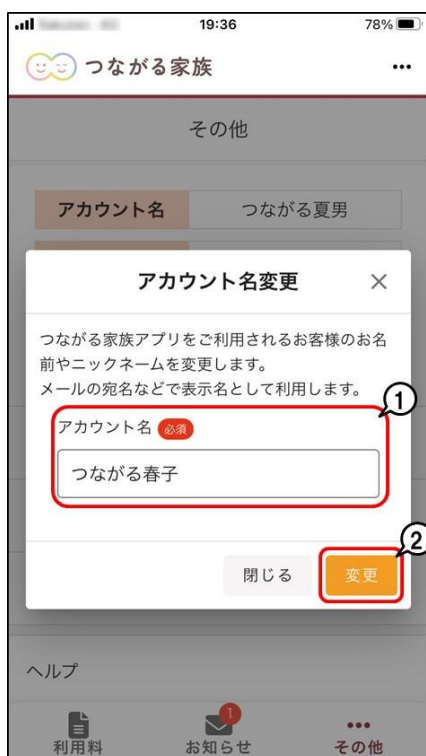 19:36
78%
つながる家族
その他
アカウント名 つながる夏男
アカウント名変更 ×
つながる家族アプリをご利用されるお客様のお名
前やニックネームを変更します。
メールの宛名などで表示名として利用します。
①
アカウント名 必須
つながる春子
②
閉じる 変更
ヘルプ
1
利用料 お知らせ その他